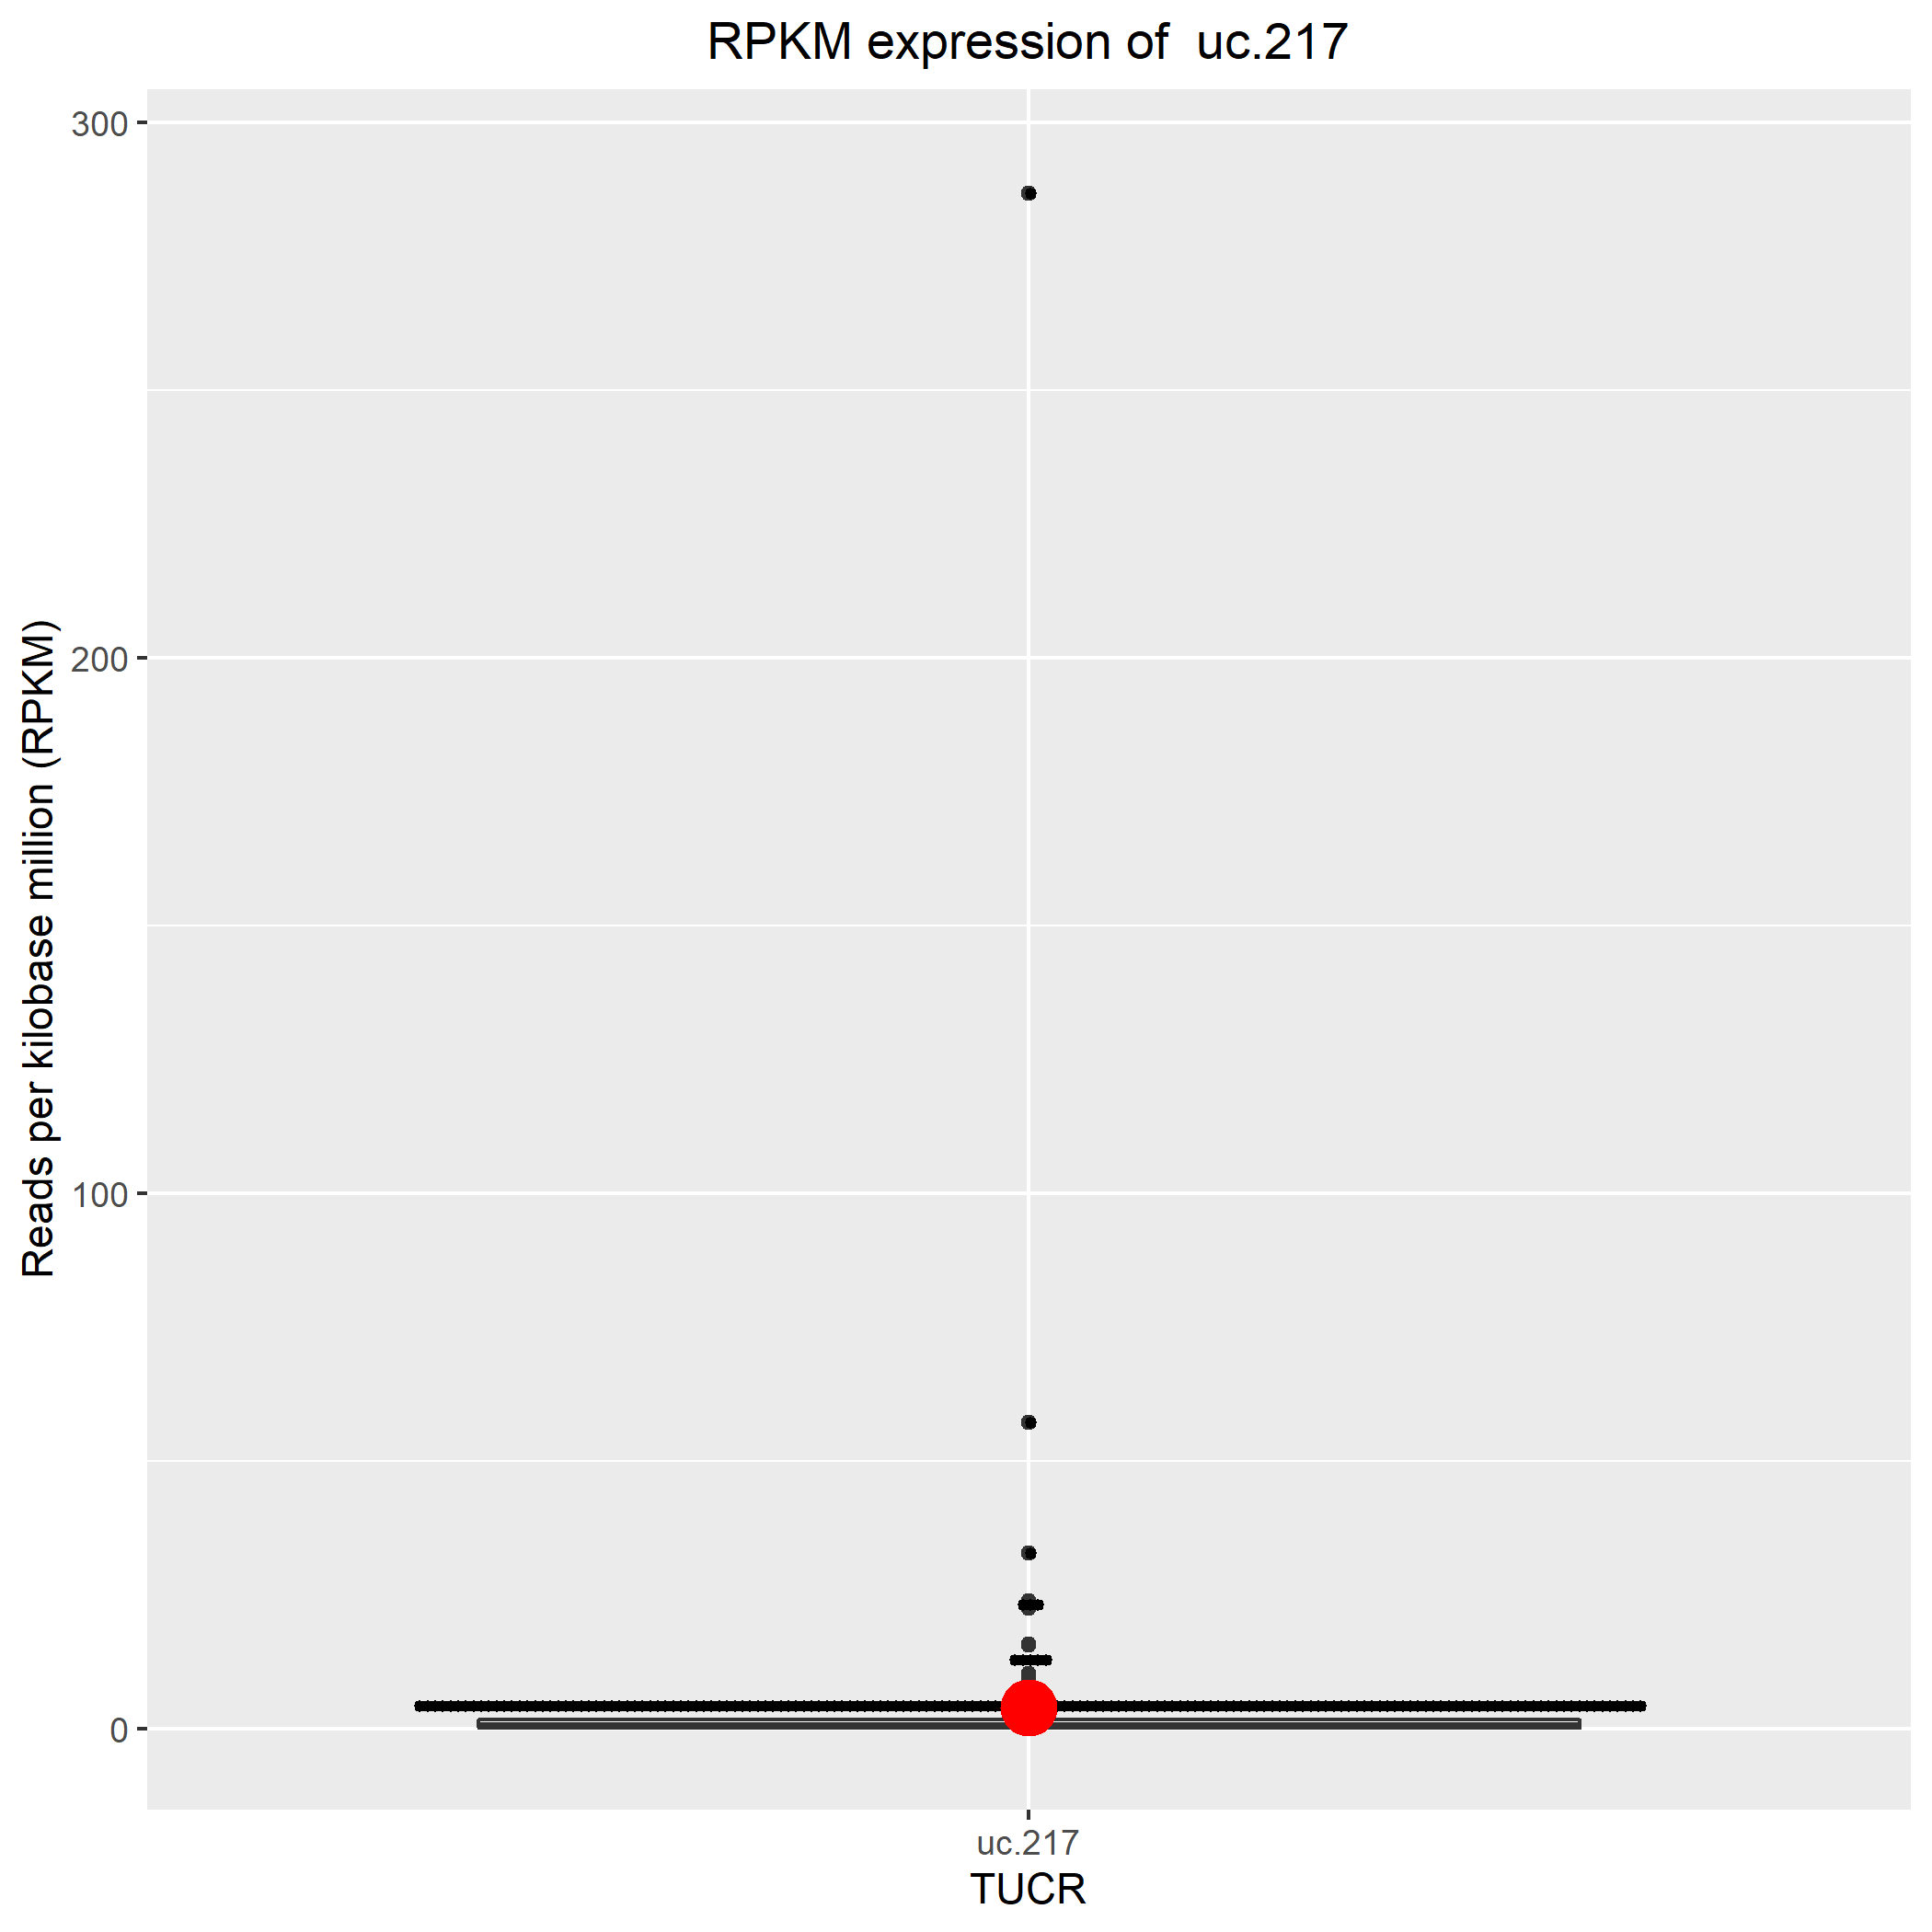 RPKM expression of  uc.217
Reads per kilobase million (RPKM)
300
200
100
0
uc.217
TUCR